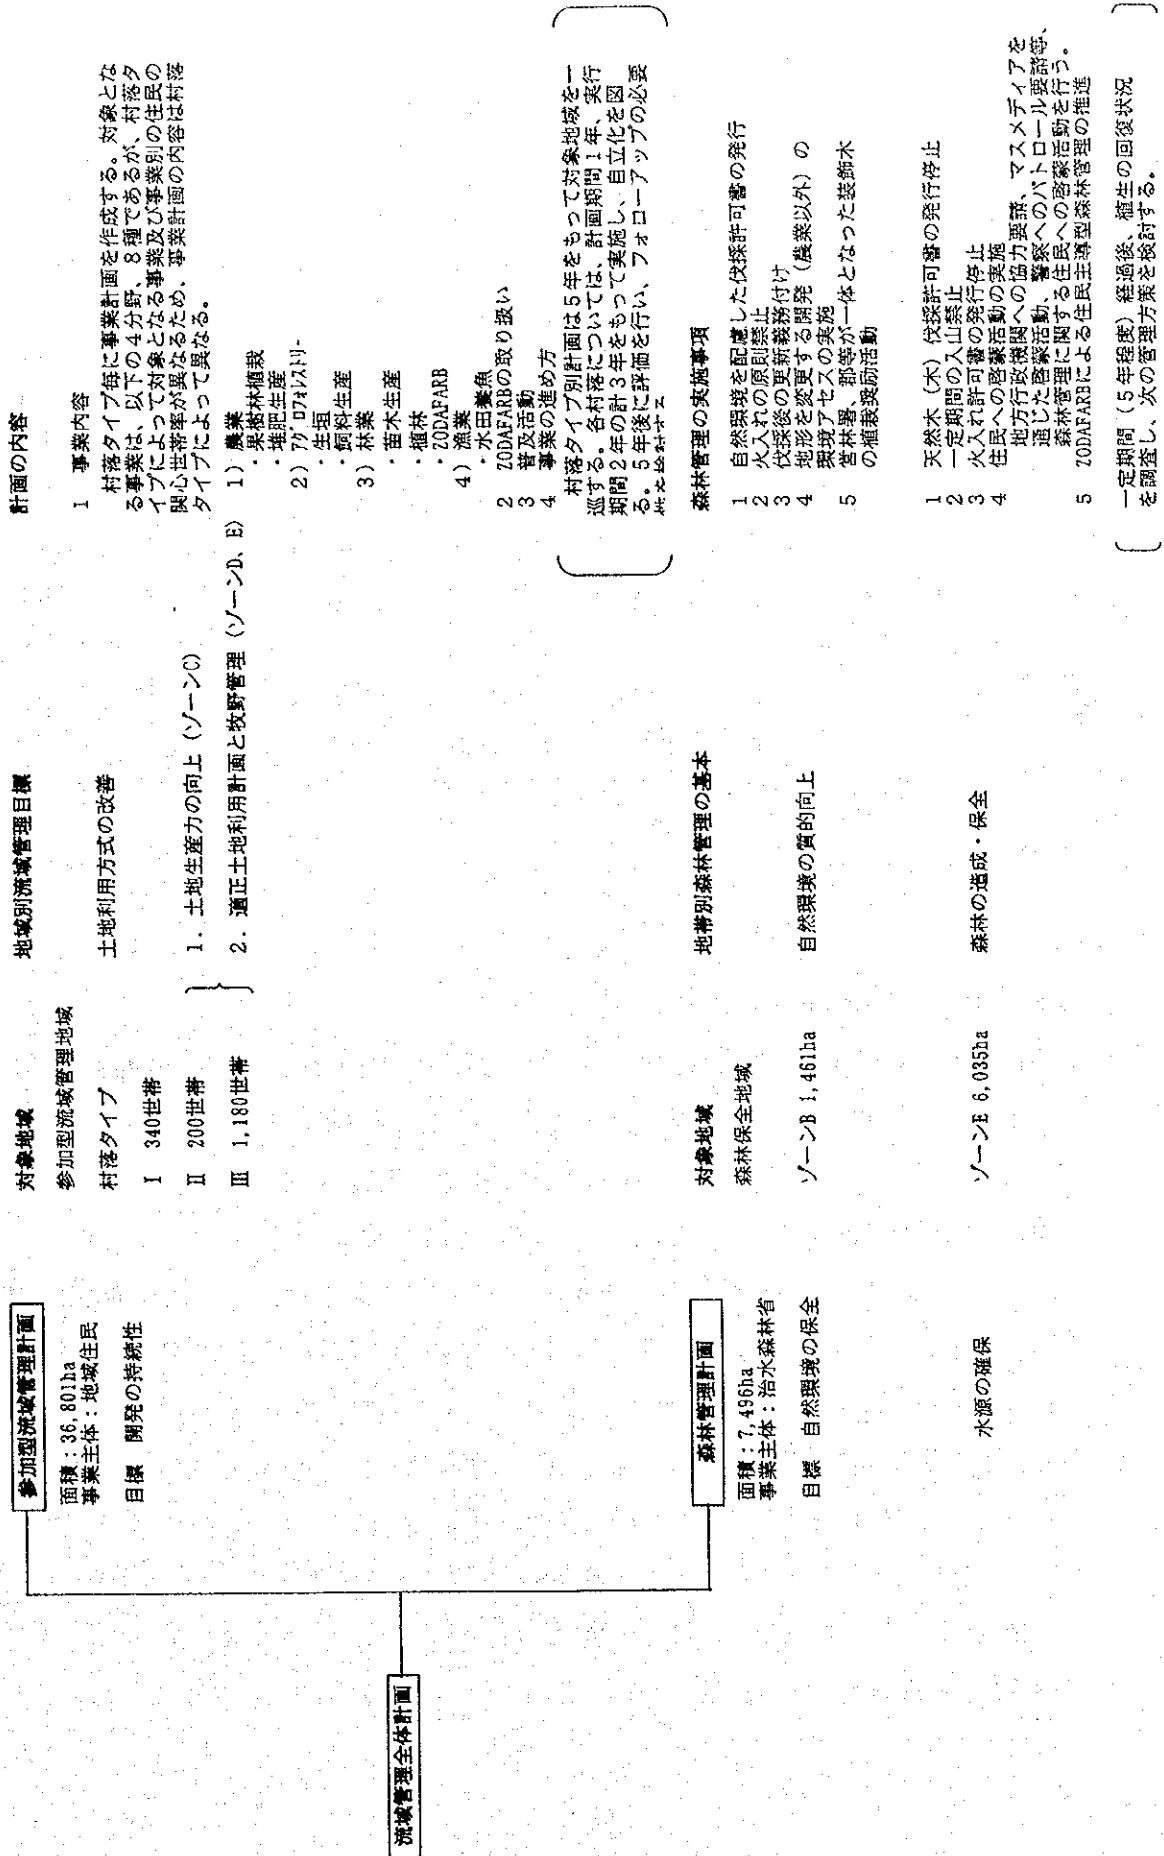 流域管理全体計画
参加型流域管理計画
面積：36,801ha
事業主体：地域住民
目標　開発の持続性
対象地域
参加型流域管理地域
村落タイプ
I　340世帯
II　200世帯
III　1,180世帯
地域別流域管理目標
土地利用方式の改善
1．土地生産力の向上（ゾーンC）
2．適正土地利用計画と牧野管理（ゾーンD、E）
計画の内容
1　事業内容
村落タイプ毎に事業計画を作成する。対象とな
る事業は、以下の4分野、8種であるが、村落タ
イプによって対象となる事業及び事業別の住民の
関心世帯率が異なるため、事業計画の内容は村落
タイプによって異なる。
1）農業
・果樹林植栽
・堆肥生産
2）ｱｸﾞﾛﾌｫﾚｽﾄﾘｰ
・生垣
・飼料生産
3）林業
・苗木生産
・植林
・ZODAFARB
4）漁業
・水田養魚
2　ZODAFARBの取り扱い
3　普及活動
4　事業の進め方
村落タイプ別計画は5年をもって対象地域を一
巡する。各村落については、計画期間1年、実行
期間2年の計3年をもって実施し、自立化を図
る。5年後に評価を行い、フォローアップの必要
性を検討する
森林管理計画
面積：7,496ha
事業主体：治水森林省
目標　自然環境の保全
水源の確保
対象地域
森林保全地域
ゾーンB 1,461ha
ゾーンE 6,035ha
地帯別森林管理の基本
自然環境の質的向上
森林の造成・保全
森林管理の実施事項
1　自然環境を配慮した伐採許可書の発行
2　火入れの原則禁止
3　伐採後の更新義務付け
4　地形を変更する開発（農業以外）の
環境アセスの実施
5　営林署、郡等が一体となった装飾木
の植栽奨励活動
1　天然木（木）伐採許可書の発行停止
2　一定期間の入山禁止
3　火入れ許可書の発行停止
4　住民への啓蒙活動の実施
地方行政機関への協力要請、マスメディアを
通じた啓蒙活動、警察へのパトロール要請等、
森林管理に関する住民への啓蒙活動を行う。
5　ZODAFARBによる住民主導型森林管理の推進
一定期間（5年程度）経過後、植生の回復状況
を調査し、次の管理方策を検討する。